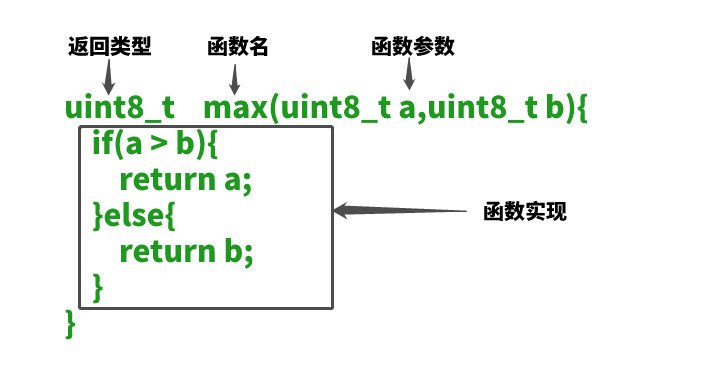 返回类型 函数名 函数参数
uint8_t max(uint8_t a,uint8_t b){
if(a > b){
return a;
}else{
函数实现
return b;
}
}